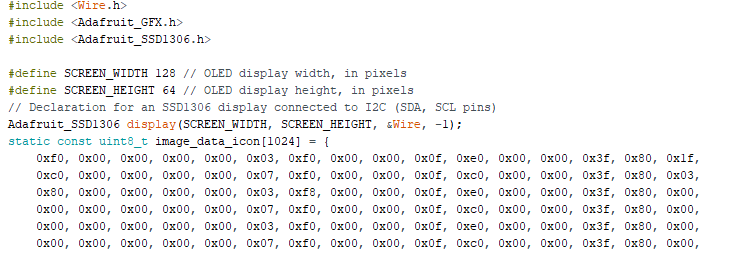 #include <Wire.h>
#include <Adafruit_GFX.h>
#include <Adafruit_SSD1306.h>
#define SCREEN_WIDTH 128 // OLED display width, in pixels
#define SCREEN_HEIGHT 64 // OLED display height, in pixels
// Declaration for an SSD1306 display connected to I2C (SDA, SCL pins)
Adafruit_SSD1306 display(SCREEN_WIDTH, SCREEN_HEIGHT, &Wire, -1);
static const uint8_t image_data_icon[1024] = {
0xf0, 0x00, 0x00, 0x00, 0x00, 0x03, 0xf0, 0x00, 0x00, 0x0f, 0xe0, 0x00, 0x00, 0x3f, 0x80, 0x1f,
0xc0, 0x00, 0x00, 0x00, 0x00, 0x07, 0xf0, 0x00, 0x00, 0x0f, 0xc0, 0x00, 0x00, 0x3f, 0x80, 0x03,
0x80, 0x00, 0x00, 0x00, 0x00, 0x03, 0xf8, 0x00, 0x00, 0x0f, 0xe0, 0x00, 0x00, 0x3f, 0x80, 0x00,
0x00, 0x00, 0x00, 0x00, 0x00, 0x07, 0xf0, 0x00, 0x00, 0x0f, 0xc0, 0x00, 0x00, 0x3f, 0x80, 0x00,
0x00, 0x00, 0x00, 0x00, 0x00, 0x03, 0xf0, 0x00, 0x00, 0x0f, 0xe0, 0x00, 0x00, 0x3f, 0x80, 0x00,
0x00, 0x00, 0x00, 0x00, 0x00, 0x07, 0xf0, 0x00, 0x00, 0x0f, 0xc0, 0x00, 0x00, 0x3f, 0x80, 0x00,